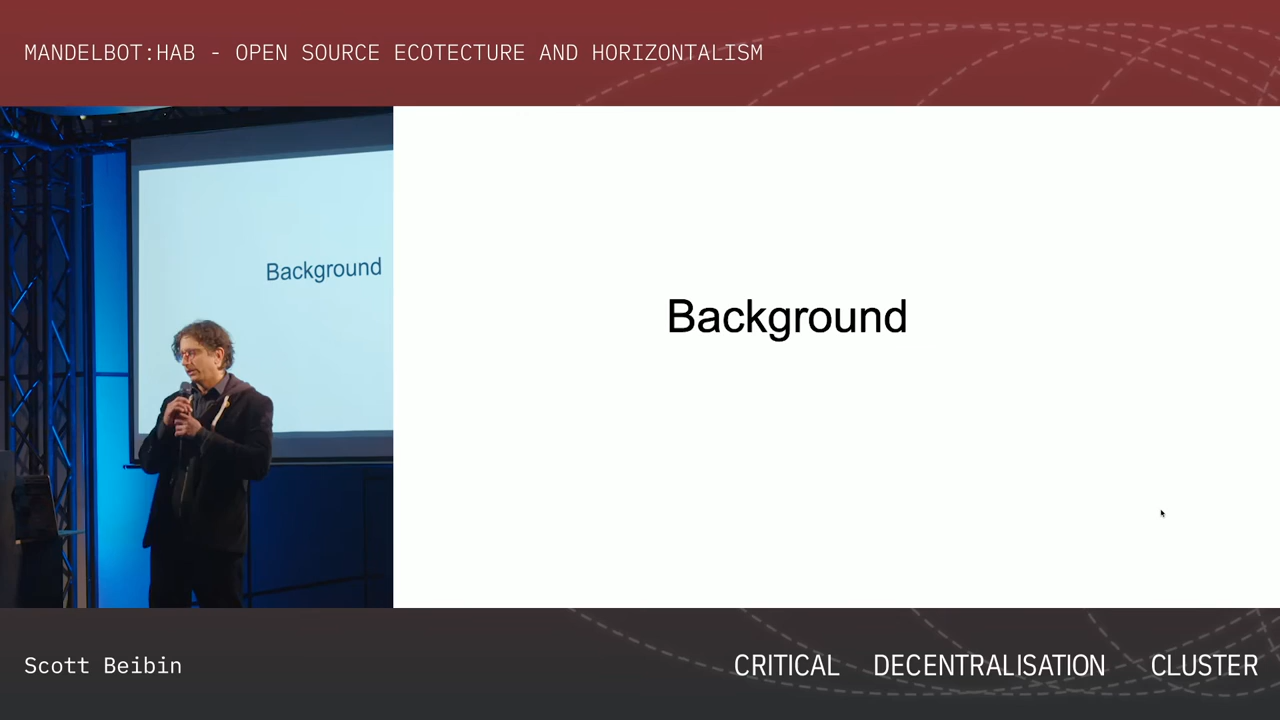 MANDELBOT:HAB - OPEN SOURCE ECOTECTURE AND HORIZONTALISM
Background
Background
Scott Beibin
CRITICAL DECENTRALISATION CLUSTER